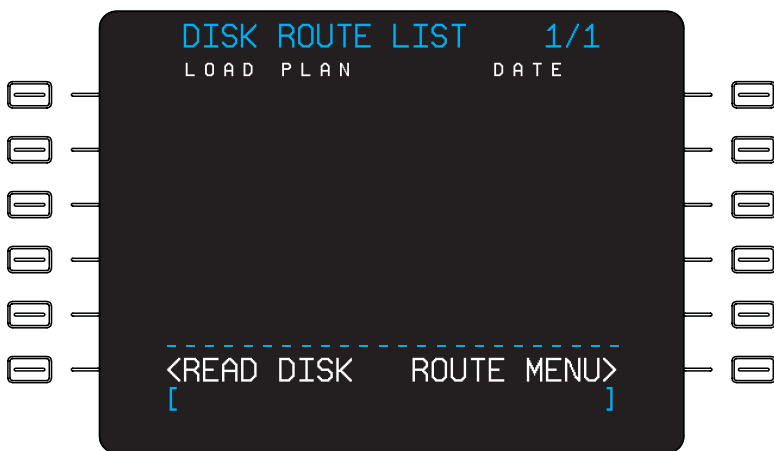 DISK ROUTE LIST 1/1
LOAD PLAN DATE
<READ DISK ROUTE MENU>
[ ]